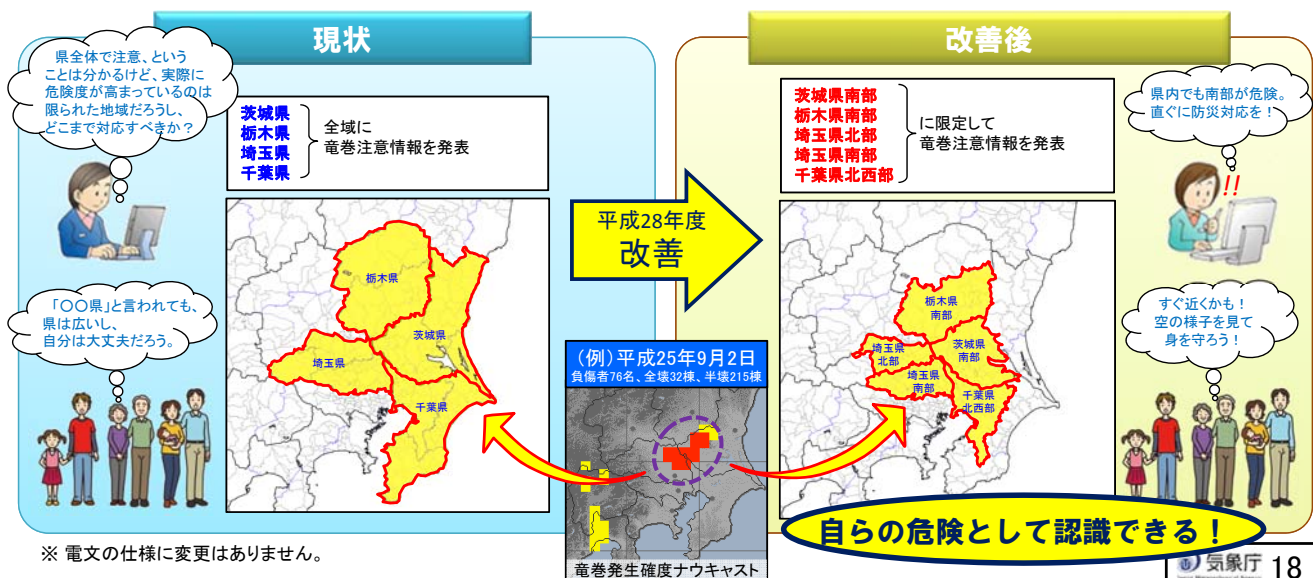 現状
県全体で注意、という
ことは分かるけど、実際に
危険度が高まっているのは
限られた地域だろうし、
どこまで対応すべきか？
茨城県
栃木県
埼玉県
千葉県
全域に
竜巻注意情報を発表
栃木県
茨城県
埼玉県
千葉県
「〇〇県」と言われても、
県は広いし、
自分は大丈夫だろう。
平成28年度
改善
(例)平成25年9月2日
負傷者76名、全壊32棟、半壊215棟
竜巻発生確度ナウキャスト
改善後
茨城県南部
栃木県南部
埼玉県北部
埼玉県南部
千葉県北西部
に限定して
竜巻注意情報を発表
県内でも南部が危険。
直ぐに防災対応を！
!!
栃木県
南部
茨城県
南部
埼玉県
北部
埼玉県
南部
千葉県
北西部
すぐ近くかも！
空の様子を見て
身を守ろう！
自らの危険として認識できる！
※ 電文の仕様に変更はありません。
気象庁
18